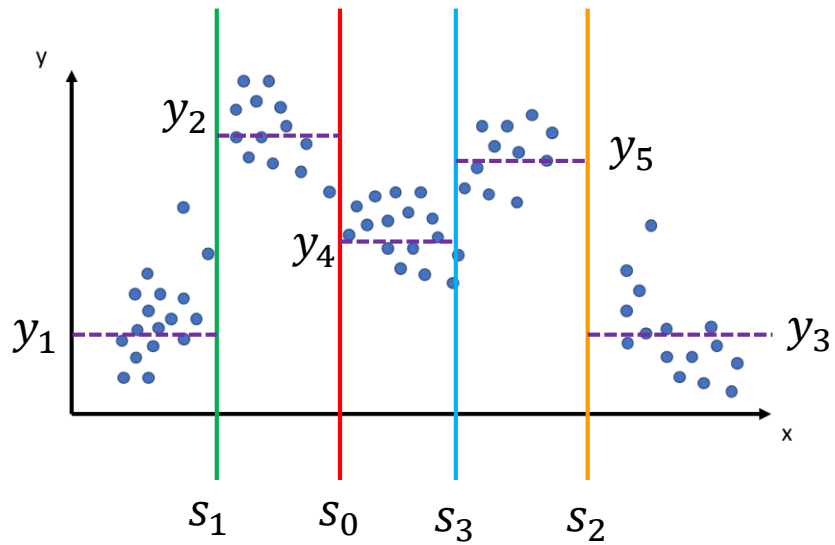 y
y₂
y₅
y₄
y₁
y₃
x
s₁ s₀ s₃ s₂